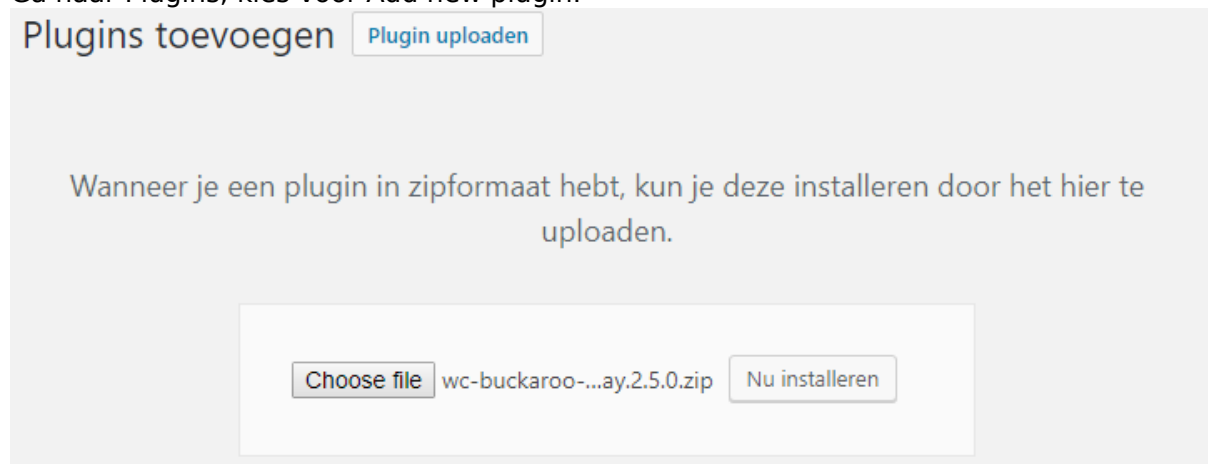 Ga naar Plugins, kies voor Add new plugin.
Plugins toevoegen Plugin uploaden
Wanneer je een plugin in zipformaat hebt, kun je deze installeren door het hier te
uploaden.
Choose file wc-buckaroo-...ay.2.5.0.zip Nu installeren